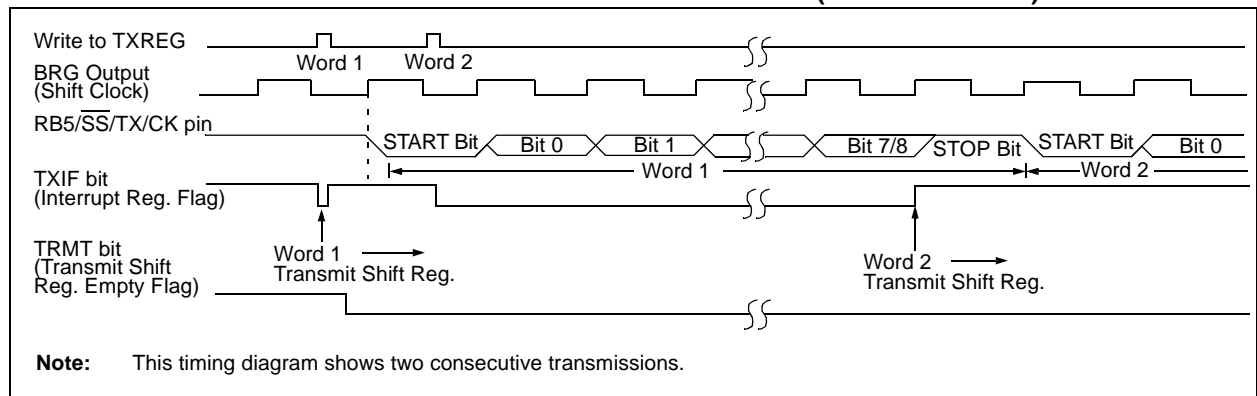 Write to TXREG
Word 1
Word 2
BRG Output
(Shift Clock)
RB5/SS/TX/CK pin
START Bit
Bit 0
Bit 1
Bit 7/8
STOP Bit
START Bit
Bit 0
Word 1
Word 2
TXIF bit
(Interrupt Reg. Flag)
Word 1
Transmit Shift Reg.
Word 2
Transmit Shift Reg.
TRMT bit
(Transmit Shift
Reg. Empty Flag)
Note: This timing diagram shows two consecutive transmissions.